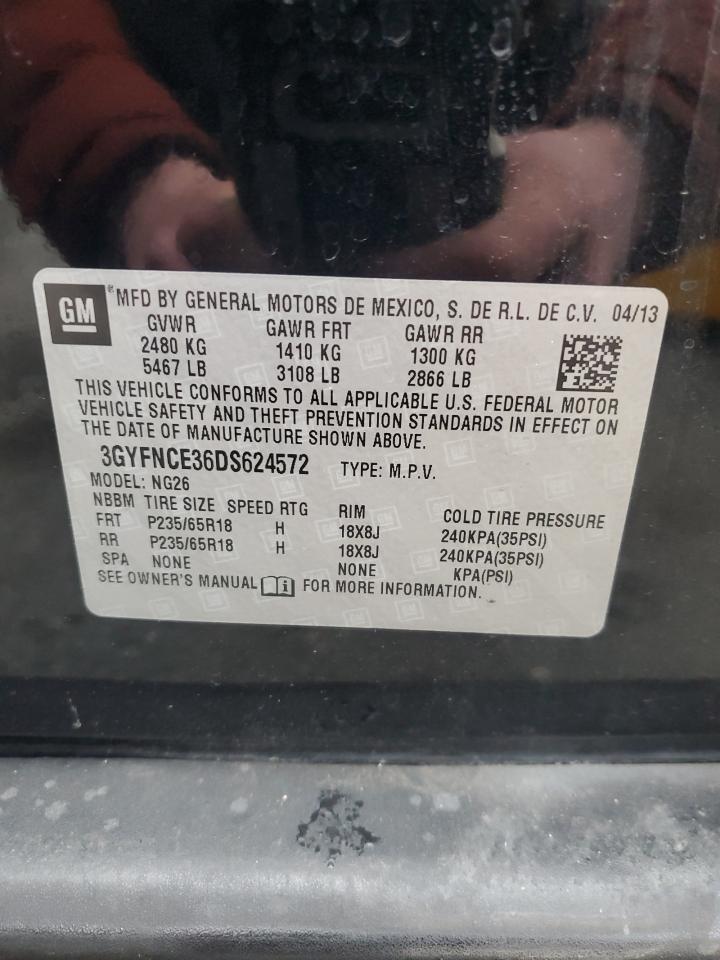 GM ® MFD BY GENERAL MOTORS DE MEXICO, S. DE R.L. DE C.V. 04/13
GVWR GAWR FRT GAWR RR
2480 KG 1410 KG 1300 KG
5467 LB 3108 LB 2866 LB
THIS VEHICLE CONFORMS TO ALL APPLICABLE U.S. FEDERAL MOTOR
VEHICLE SAFETY AND THEFT PREVENTION STANDARDS IN EFFECT ON
THE DATE OF MANUFACTURE SHOWN ABOVE.
3GYFNCE36DS624572 TYPE: M.P.V.
MODEL: NG26
NBBM TIRE SIZE SPEED RTG RIM COLD TIRE PRESSURE
FRT P235/65R18 H 18X8J 240KPA(35PSI)
RR P235/65R18 H 18X8J 240KPA(35PSI)
SPA NONE NONE KPA(PSI)
SEE OWNER'S MANUAL FOR MORE INFORMATION.